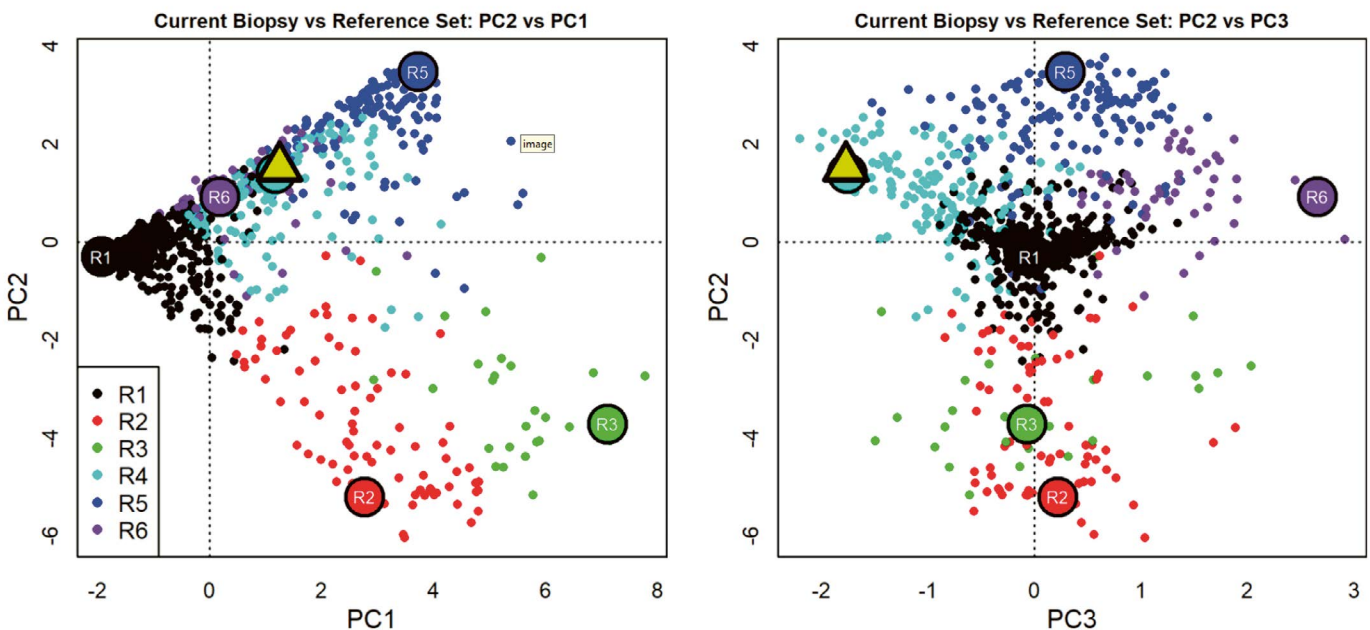 Current Biopsy vs Reference Set: PC2 vs PC1
4
2
0
-2
-4
-6
PC2
R5
image
R6
R1
R3
R2
R1
R2
R3
R4
R5
R6
-2
0
2
4
6
8
PC1
Current Biopsy vs Reference Set: PC2 vs PC3
4
2
0
-2
-4
-6
PC2
R5
R6
R1
R3
R2
-2
-1
0
1
2
3
PC3